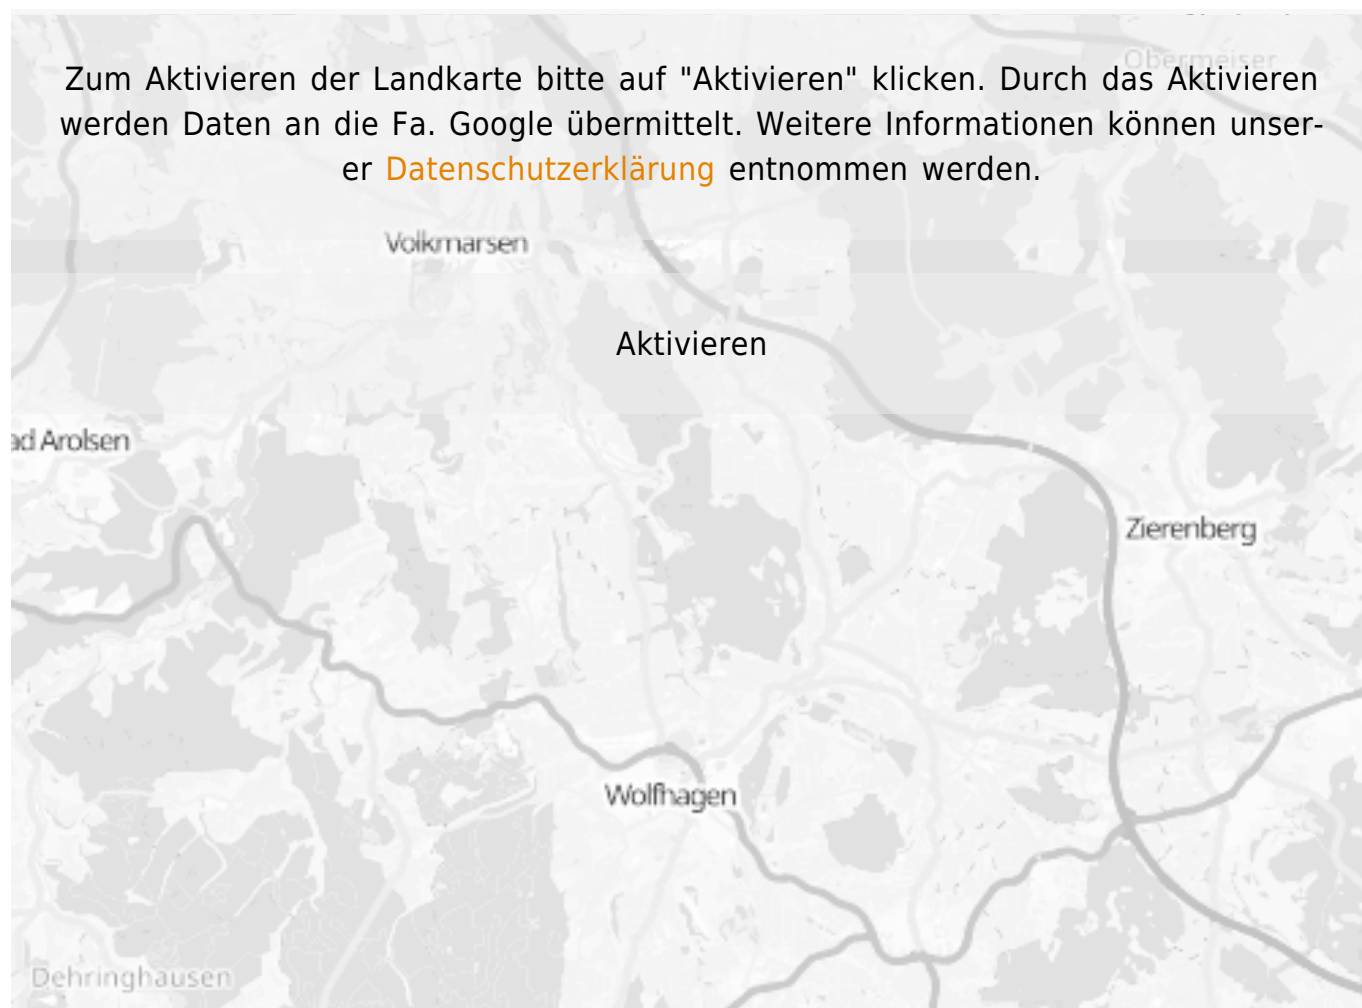 Obermeiser
Zum Aktivieren der Landkarte bitte auf "Aktivieren" klicken. Durch das Aktivieren
werden Daten an die Fa. Google übermittelt. Weitere Informationen können unser-
er Datenschutzerklärung entnommen werden.
Volkmarsen
Aktivieren
ad Arolsen
Zierenberg
Wolfhagen
Dehringhausen